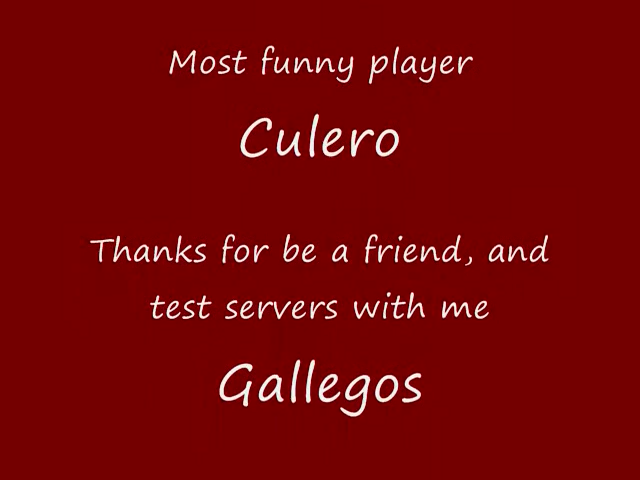 Most funny player
Culero
Thanks for be a friend, and
test servers with me
Gallegos